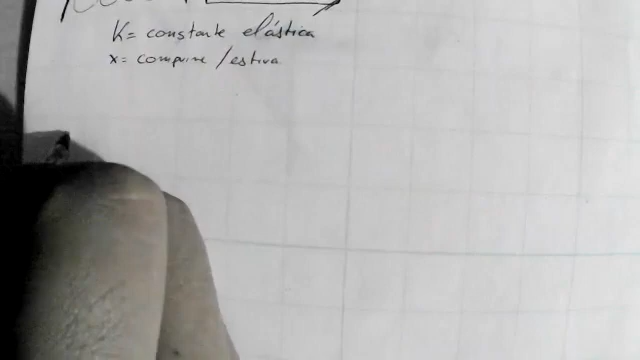 K= constante elástica
x= comprime /estira